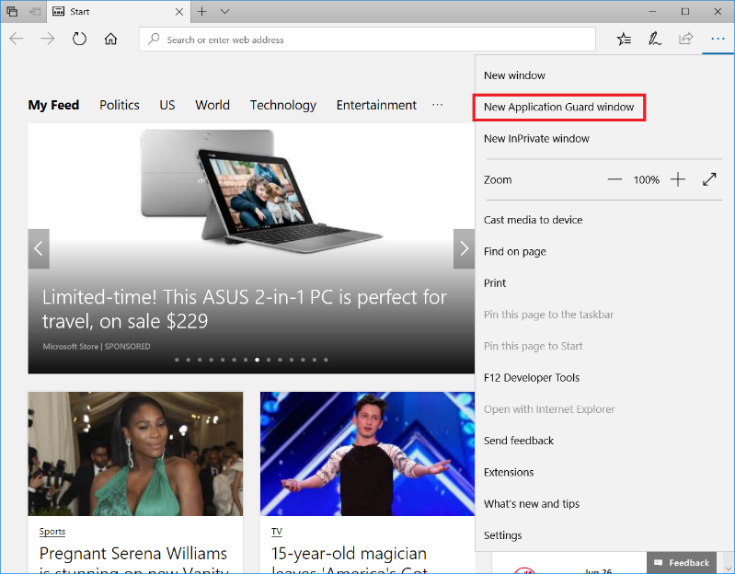 Start
Search or enter web address
My Feed Politics US World Technology Entertainment ···
Limited-time! This ASUS 2-in-1 PC is perfect for
travel, on sale $229
Microsoft Store | SPONSORED
Sports
Pregnant Serena Williams
is stunning on new Vanity
TV
15-year-old magician
leaves 'America's Got
New window
New Application Guard window
New InPrivate window
Zoom 100%
Cast media to device
Find on page
Print
Pin this page to the taskbar
Pin this page to Start
F12 Developer Tools
Open with Internet Explorer
Send feedback
Extensions
What's new and tips
Settings
Jun 26
Feedback